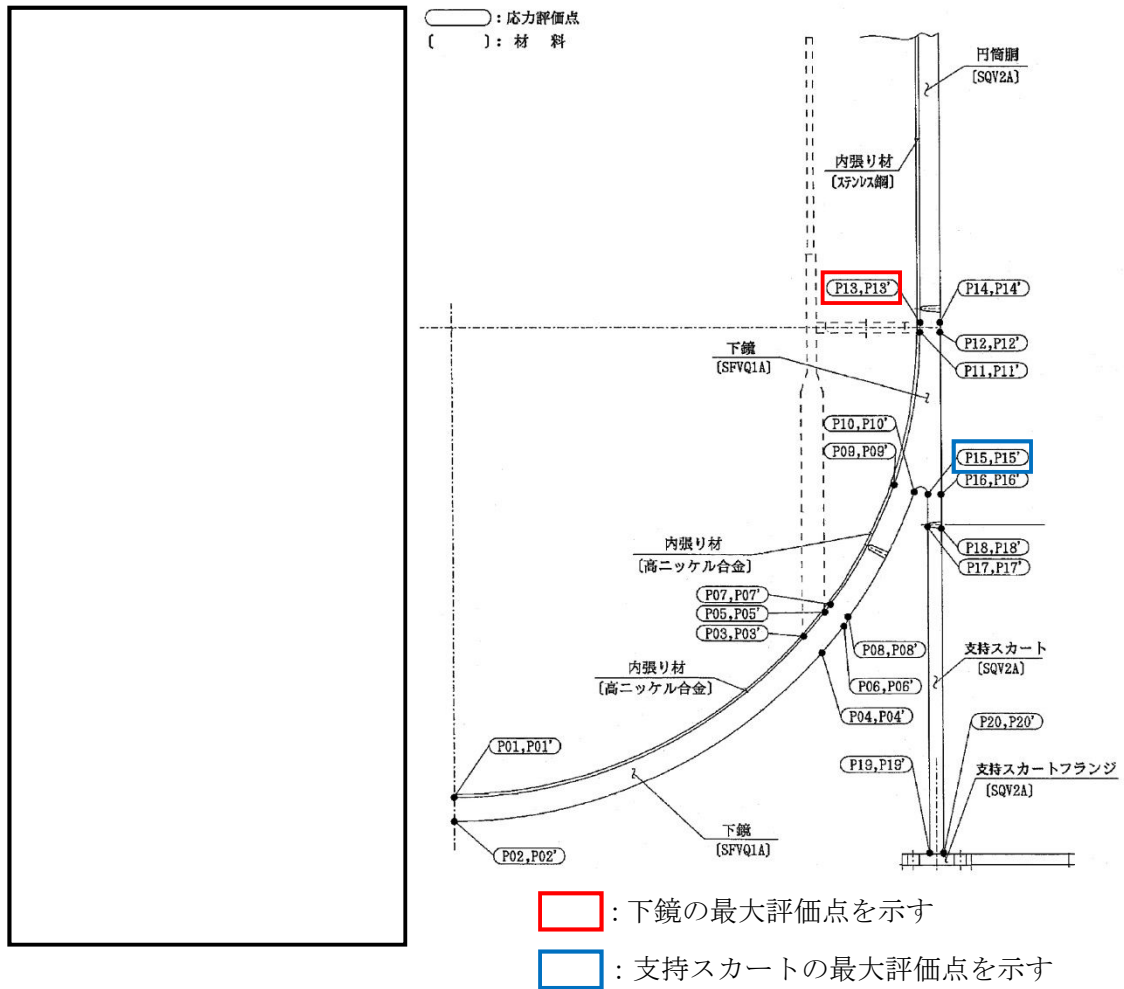 ：応力評価点
〔　　〕：材　料
円筒胴
〔SQV2A〕
内張り材
〔ステンレス鋼〕
P13,P13'
P14,P14'
P12,P12'
下鏡
〔SFVQ1A〕
P11,P11'
P10,P10'
P09,P09'
P15,P15'
P16,P16'
内張り材
〔高ニッケル合金〕
P18,P18'
P17,P17'
P07,P07'
P05,P05'
P03,P03'
P08,P08'
支持スカート
〔SQV2A〕
内張り材
〔高ニッケル合金〕
P06,P06'
P04,P04'
P20,P20'
P01,P01'
P19,P19'
支持スカートフランジ
〔SQV2A〕
下鏡
〔SFVQ1A〕
P02,P02'
：下鏡の最大評価点を示す
：支持スカートの最大評価点を示す